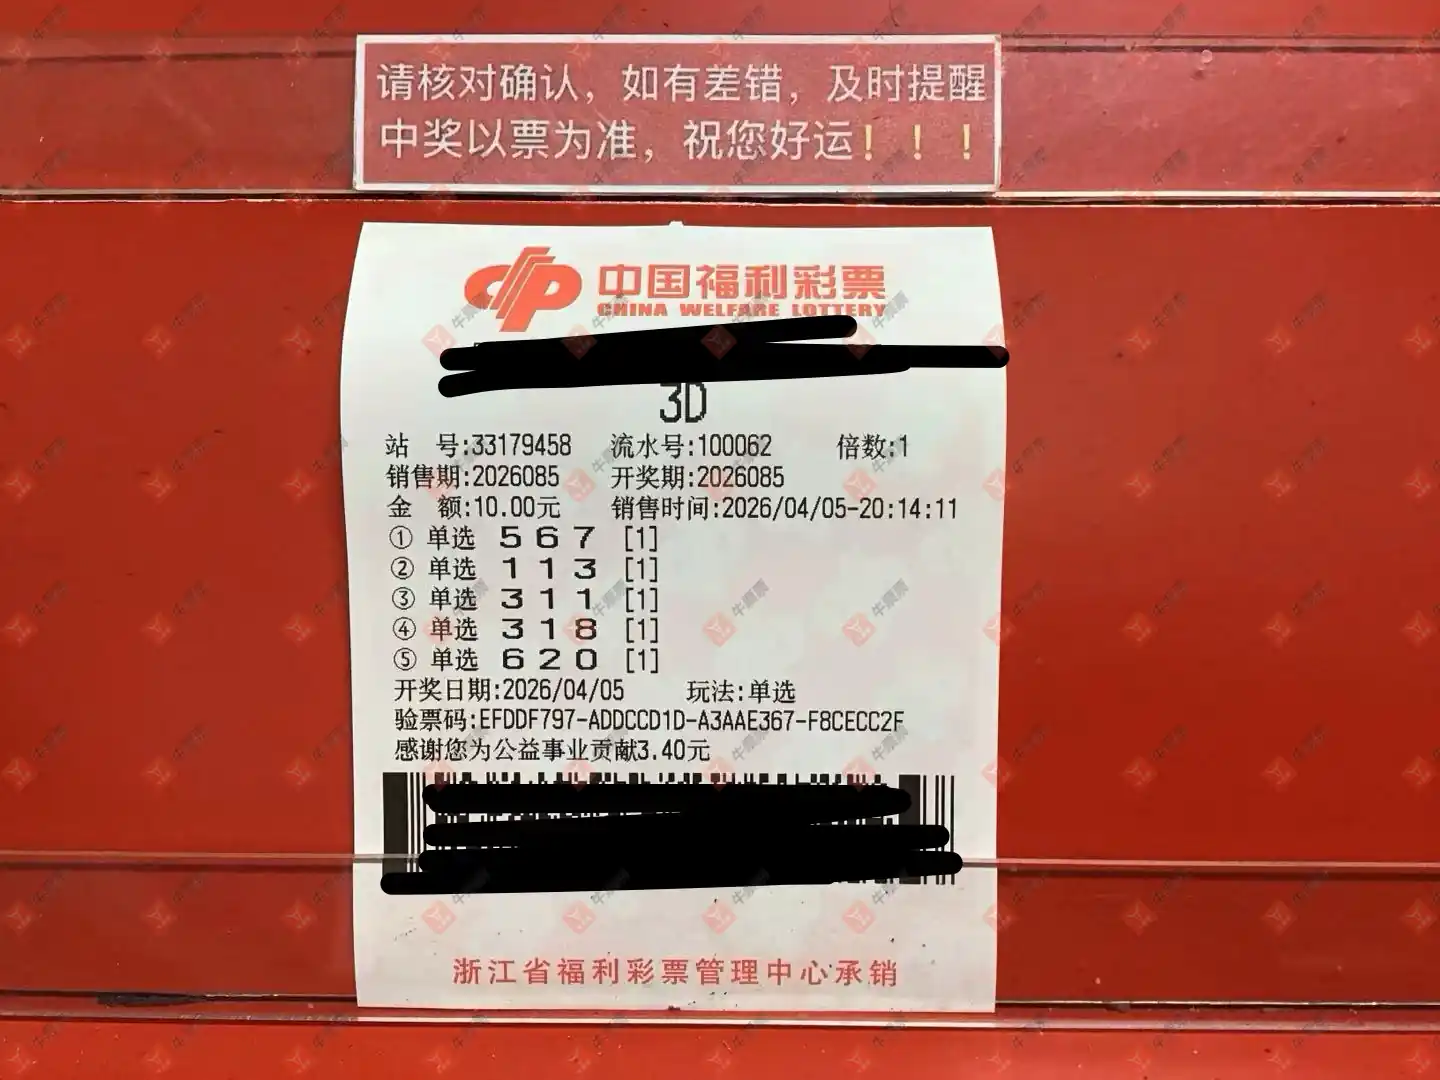 请核对确认，如有差错，及时提醒
中奖以票为准，祝您好运！！！
中国福利彩票
CHINA WELFARE LOTTERY
3D
站 号:33179458 流水号:100062 倍数:1
销售期:2026085 开奖期:2026085
金 额:10.00元 销售时间:2026/04/05-20:14:11
① 单选 5 6 7 [1]
② 单选 1 1 3 [1]
③ 单选 3 1 1 [1]
④ 单选 3 1 8 [1]
⑤ 单选 6 2 0 [1]
开奖日期:2026/04/05 玩法:单选
验票码:EFDDF797-ADDCCD1D-A3AAE367-F8CECC2F
感谢您为公益事业贡献3.40元
浙江省福利彩票管理中心承销
牛票票